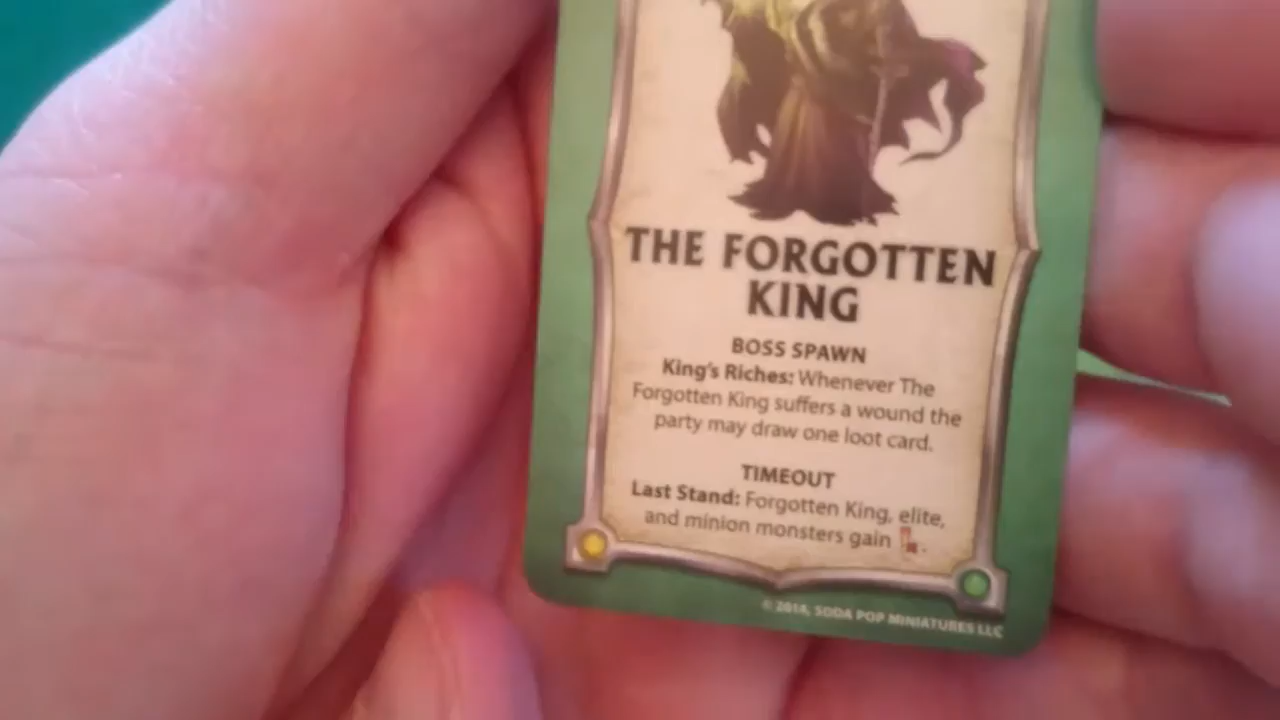 THE FORGOTTEN
KING
BOSS SPAWN
King's Riches: Whenever The
Forgotten King suffers a wound the
party may draw one loot card.
TIMEOUT
Last Stand: Forgotten King, elite,
and minion monsters gain .
© 2014, SODA POP MINIATURES LLC